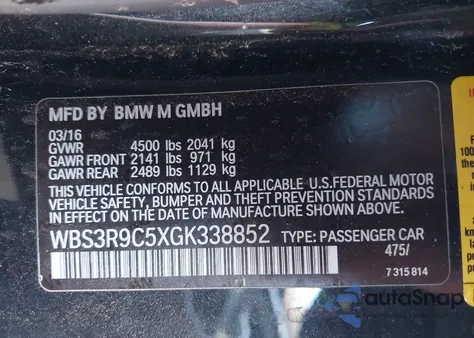 MFD BY BMW M GMBH
03/16
GVWR 4500 lbs 2041 kg
GAWR FRONT 2141 lbs 971 kg
GAWR REAR 2489 lbs 1129 kg
THIS VEHICLE CONFORMS TO ALL APPLICABLE U.S.FEDERAL MOTOR
VEHICLE SAFETY, BUMPER AND THEFT PREVENTION STANDARDS
IN EFFECT ON THE DATE OF MANUFACTURE SHOWN ABOVE.
WBS3R9C5XGK338852 TYPE: PASSENGER CAR
475/
7 315 814
autoSnap